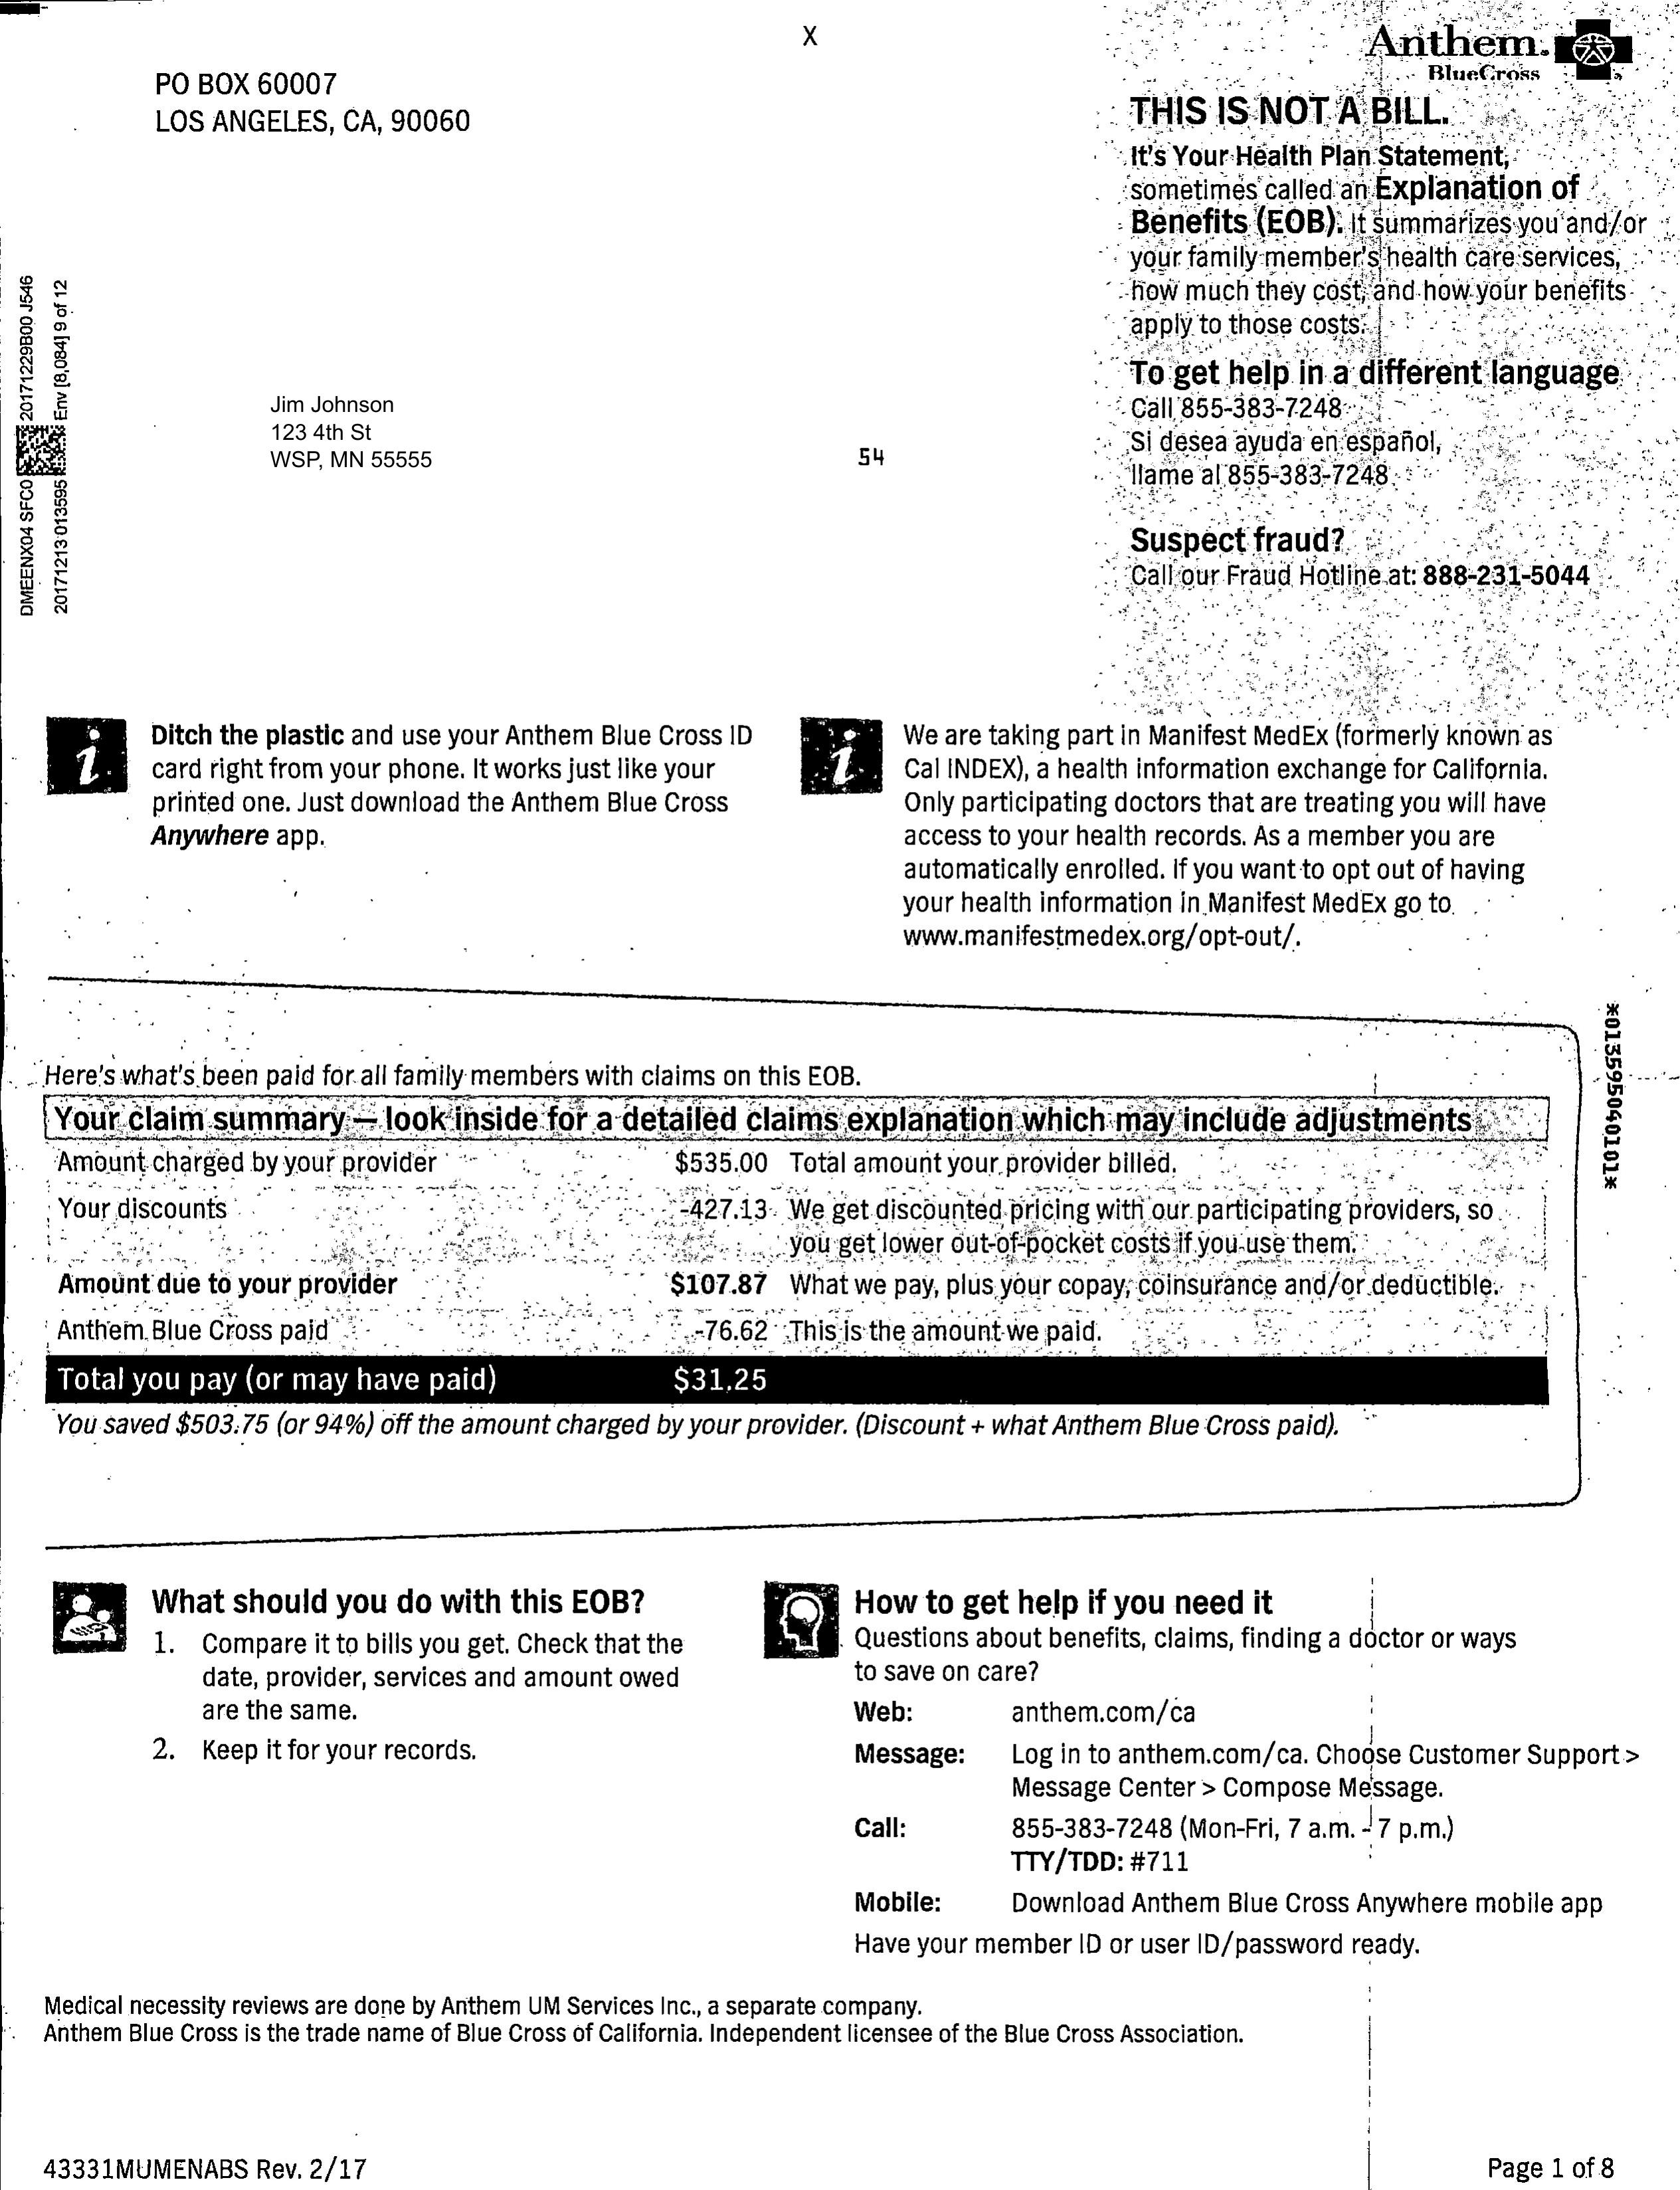 X
PO BOX 60007
LOS ANGELES, CA, 90060
Anthem.
BlueCross
THIS IS NOT A BILL.
It's Your Health Plan Statement,
sometimes called an Explanation of
Benefits (EOB). It summarizes you and/or
your family member's health care services,
how much they cost, and how your benefits
apply to those costs.
To get help in a different language
Call 855-383-7248
Si desea ayuda en español,
llame al 855-383-7248
Suspect fraud?
Call our Fraud Hotline at: 888-231-5044
DMEENX04 SFC0 20171229B00 J546
20171213 013595 Env [8,084] 9 of 12
Jim Johnson
123 4th St
WSP, MN 55555
54
Ditch the plastic and use your Anthem Blue Cross ID
card right from your phone. It works just like your
printed one. Just download the Anthem Blue Cross
Anywhere app.
We are taking part in Manifest MedEx (formerly known as
Cal INDEX), a health information exchange for California.
Only participating doctors that are treating you will have
access to your health records. As a member you are
automatically enrolled. If you want to opt out of having
your health information in Manifest MedEx go to
www.manifestmedex.org/opt-out/.
*013595040101*
Here's what's been paid for all family members with claims on this EOB.
Your claim summary — look inside for a detailed claims explanation which may include adjustments
Amount charged by your provider $535.00 Total amount your provider billed.
Your discounts -427.13 We get discounted pricing with our participating providers, so
you get lower out-of-pocket costs if you use them.
Amount due to your provider $107.87 What we pay, plus your copay, coinsurance and/or deductible.
Anthem Blue Cross paid -76.62 This is the amount we paid.
Total you pay (or may have paid) $31.25
You saved $503.75 (or 94%) off the amount charged by your provider. (Discount + what Anthem Blue Cross paid).
What should you do with this EOB?
1. Compare it to bills you get. Check that the
date, provider, services and amount owed
are the same.
2. Keep it for your records.
How to get help if you need it
Questions about benefits, claims, finding a doctor or ways
to save on care?
Web: anthem.com/ca
Message: Log in to anthem.com/ca. Choose Customer Support >
Message Center > Compose Message.
Call: 855-383-7248 (Mon-Fri, 7 a.m. - 7 p.m.)
TTY/TDD: #711
Mobile: Download Anthem Blue Cross Anywhere mobile app
Have your member ID or user ID/password ready.
Medical necessity reviews are done by Anthem UM Services Inc., a separate company.
Anthem Blue Cross is the trade name of Blue Cross of California. Independent licensee of the Blue Cross Association.
43331MUMENABS Rev. 2/17
Page 1 of 8